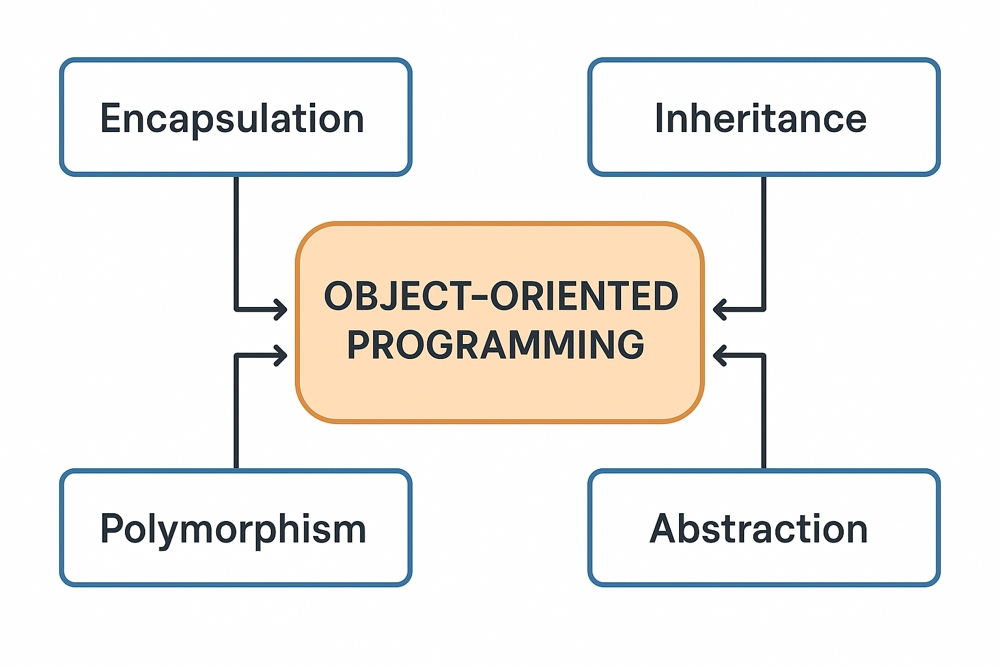 Encapsulation
Inheritance
OBJECT-ORIENTED
PROGRAMMING
Polymorphism
Abstraction